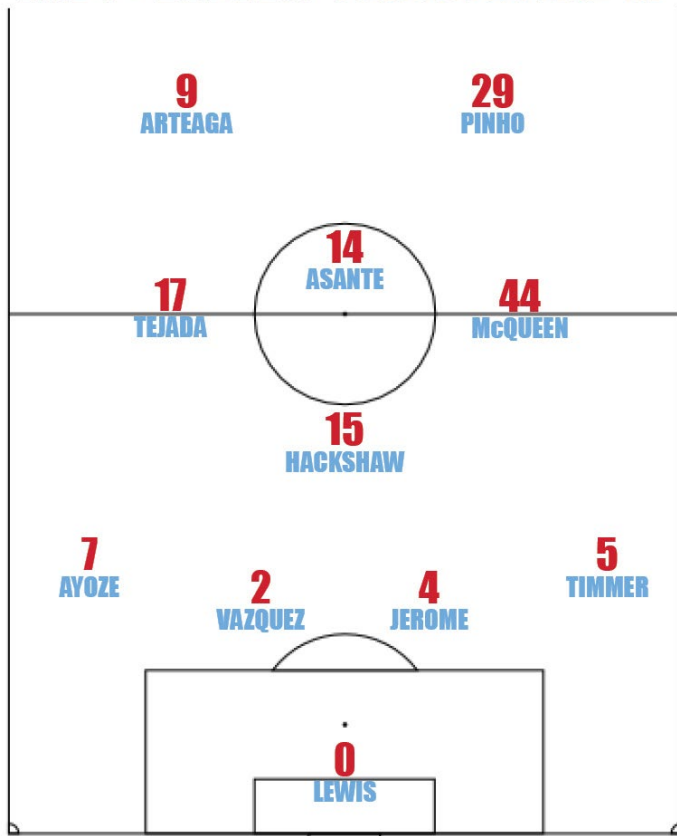 9
ARTEAGA
29
PINHO
14
ASANTE
17
TEJADA
44
McQUEEN
15
HACKSHAW
7
AYOZE
2
VAZQUEZ
4
JEROME
5
TIMMER
0
LEWIS